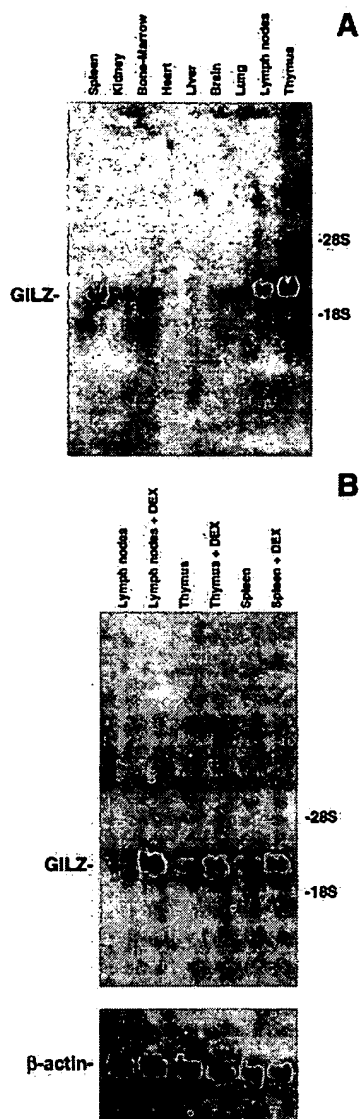 A
Spleen
Kidney
Bone-Marrow
Heart
Liver
Brain
Lung
Lymph nodes
Thymus
-28S
GILZ-
-18S
B
Lymph nodes
Lymph nodes + DEX
Thymus
Thymus + DEX
Spleen
Spleen + DEX
-28S
GILZ-
-18S
β-actin-